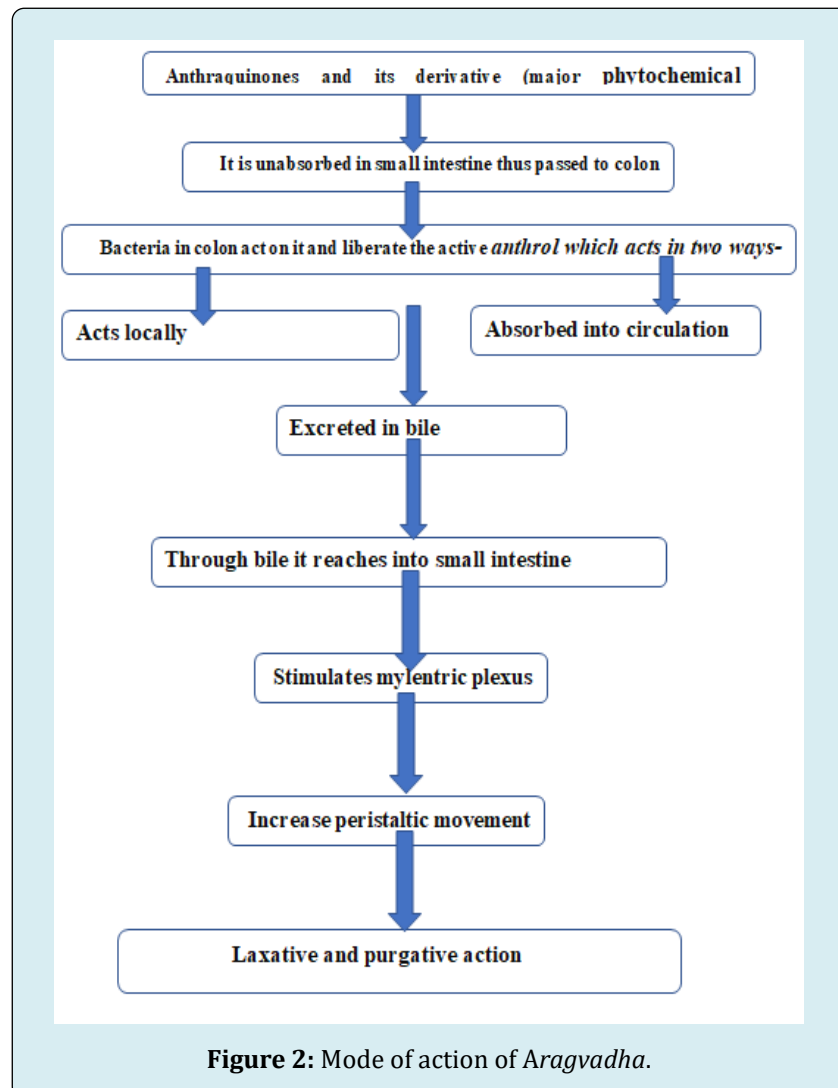 Anthraquinones and its derivative (major phytochemical
It is unabsorbed in small intestine thus passed to colon
Bacteria in colon act on it and liberate the active anthrol which acts in two ways-
Acts locally
Absorbed into circulation
Excreted in bile
Through bile it reaches into small intestine
Stimulates mylentric plexus
Increase peristaltic movement
Laxative and purgative action
Figure 2: Mode of action of Aragvadha.